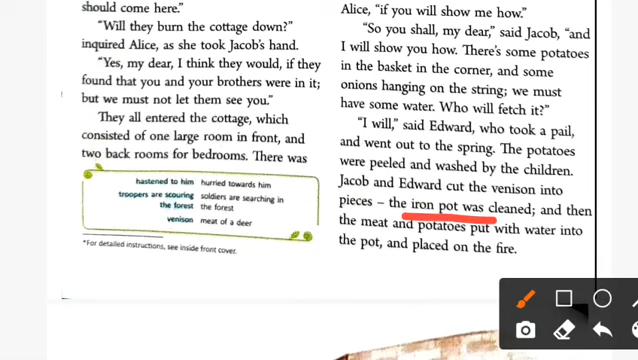 should come here."
"Will they burn the cottage down?"
inquired Alice, as she took Jacob's hand.
"Yes, my dear, I think they would, if they
found that you and your brothers were in it;
but we must not let them see you."
They all entered the cottage, which
consisted of one large room in front, and
two back rooms for bedrooms. There was
hastened to him hurried towards him
troopers are scouring soldiers are searching in
the forest the forest
venison meat of a deer
*For detailed instructions, see inside front cover.
Alice, "if you will show me how."
"So you shall, my dear," said Jacob, "and
I will show you how. There's some potatoes
in the basket in the corner, and some
onions hanging on the string; we must
have some water. Who will fetch it?"
"I will," said Edward, who took a pail,
and went out to the spring. The potatoes
were peeled and washed by the children.
Jacob and Edward cut the venison into
pieces – the iron pot was cleaned; and then
the meat and potatoes put with water into
the pot, and placed on the fire.